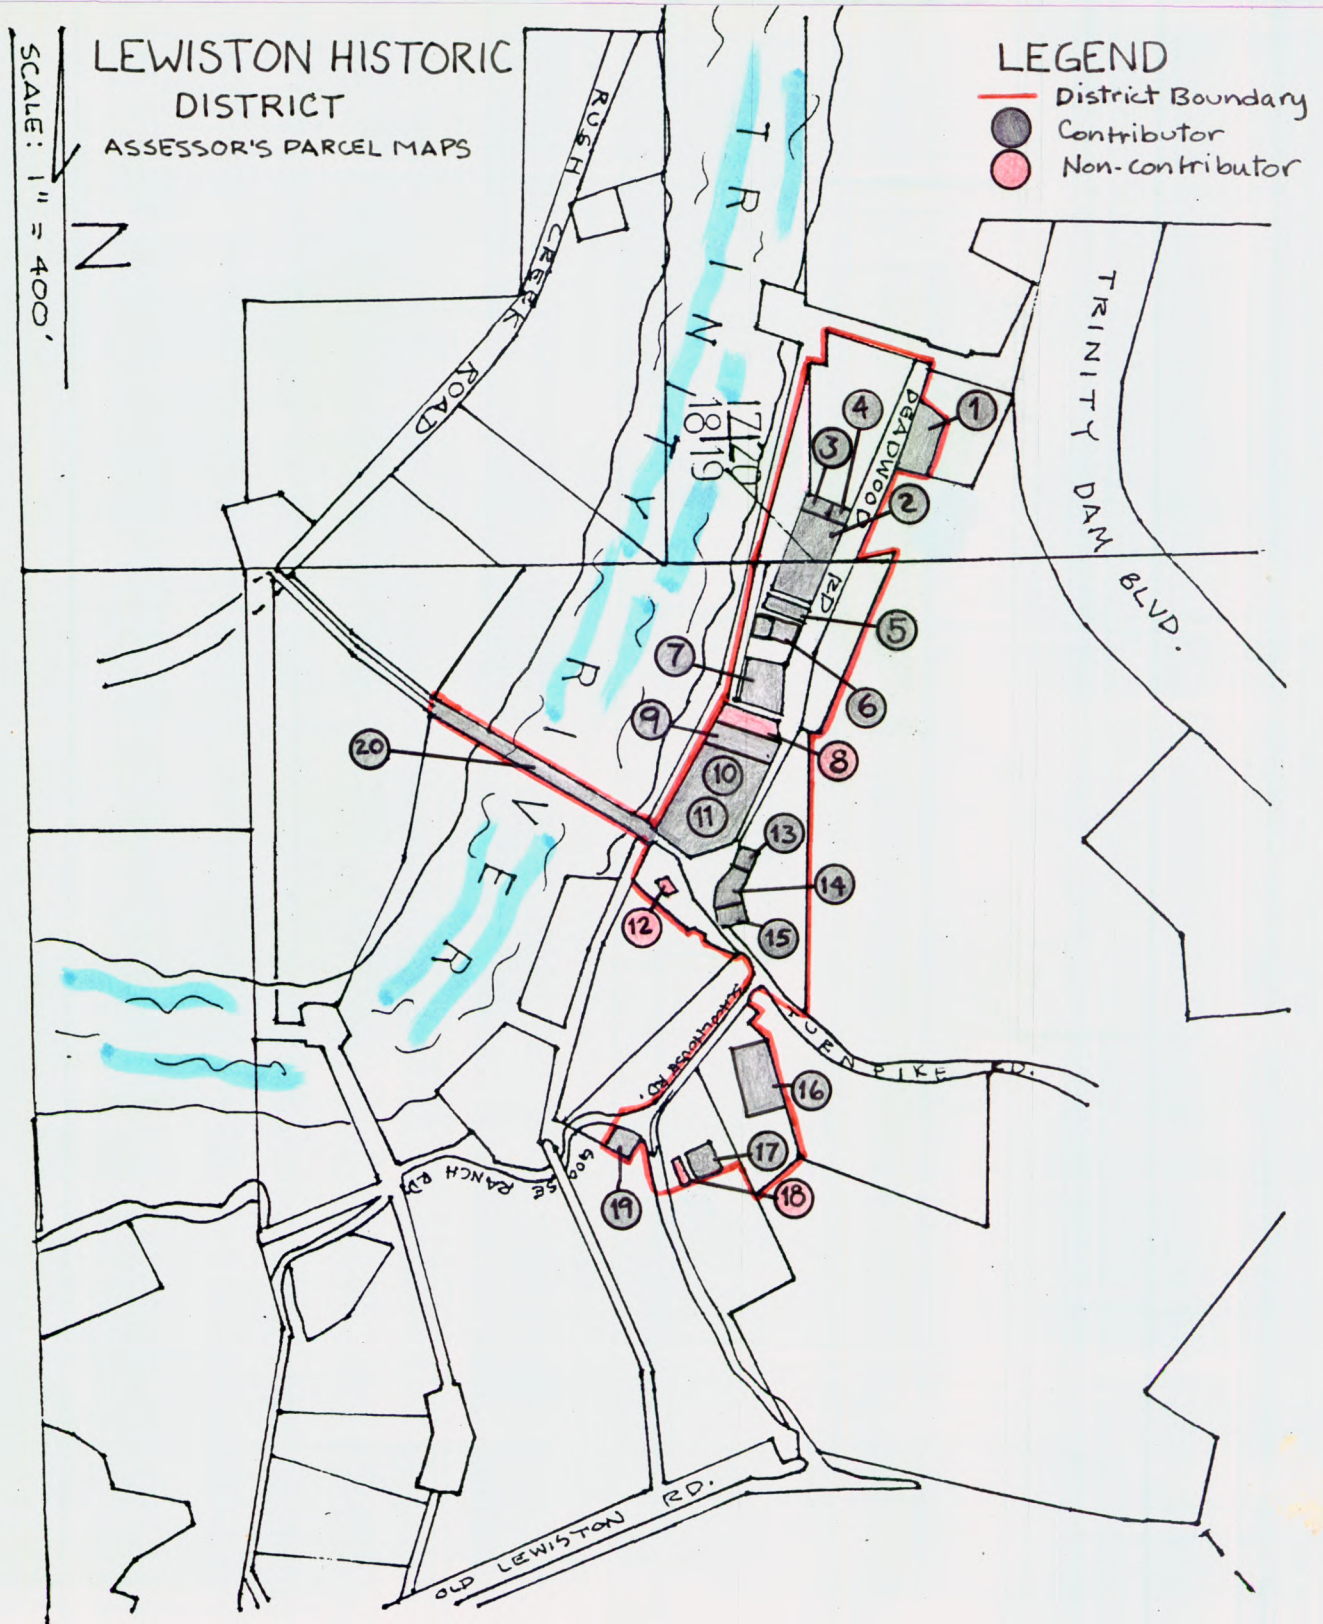 LEWISTON HISTORIC
DISTRICT
ASSESSOR'S PARCEL MAPS
SCALE: 1" = 400'
N
LEGEND
District Boundary
Contributor
Non-contributor
RUSH CREEK ROAD
TRINITY RIVER
TRINITY DAM BLVD.
DEADWOOD RD
17 20
18 19
1
4
3
2
5
7
6
9
8
10
11
20
13
14
12
15
SCHOOLHOUSE RD.
TURNPIKE RD.
16
17
18
19
GOOSE RANCH RD
OLD LEWISTON RD.